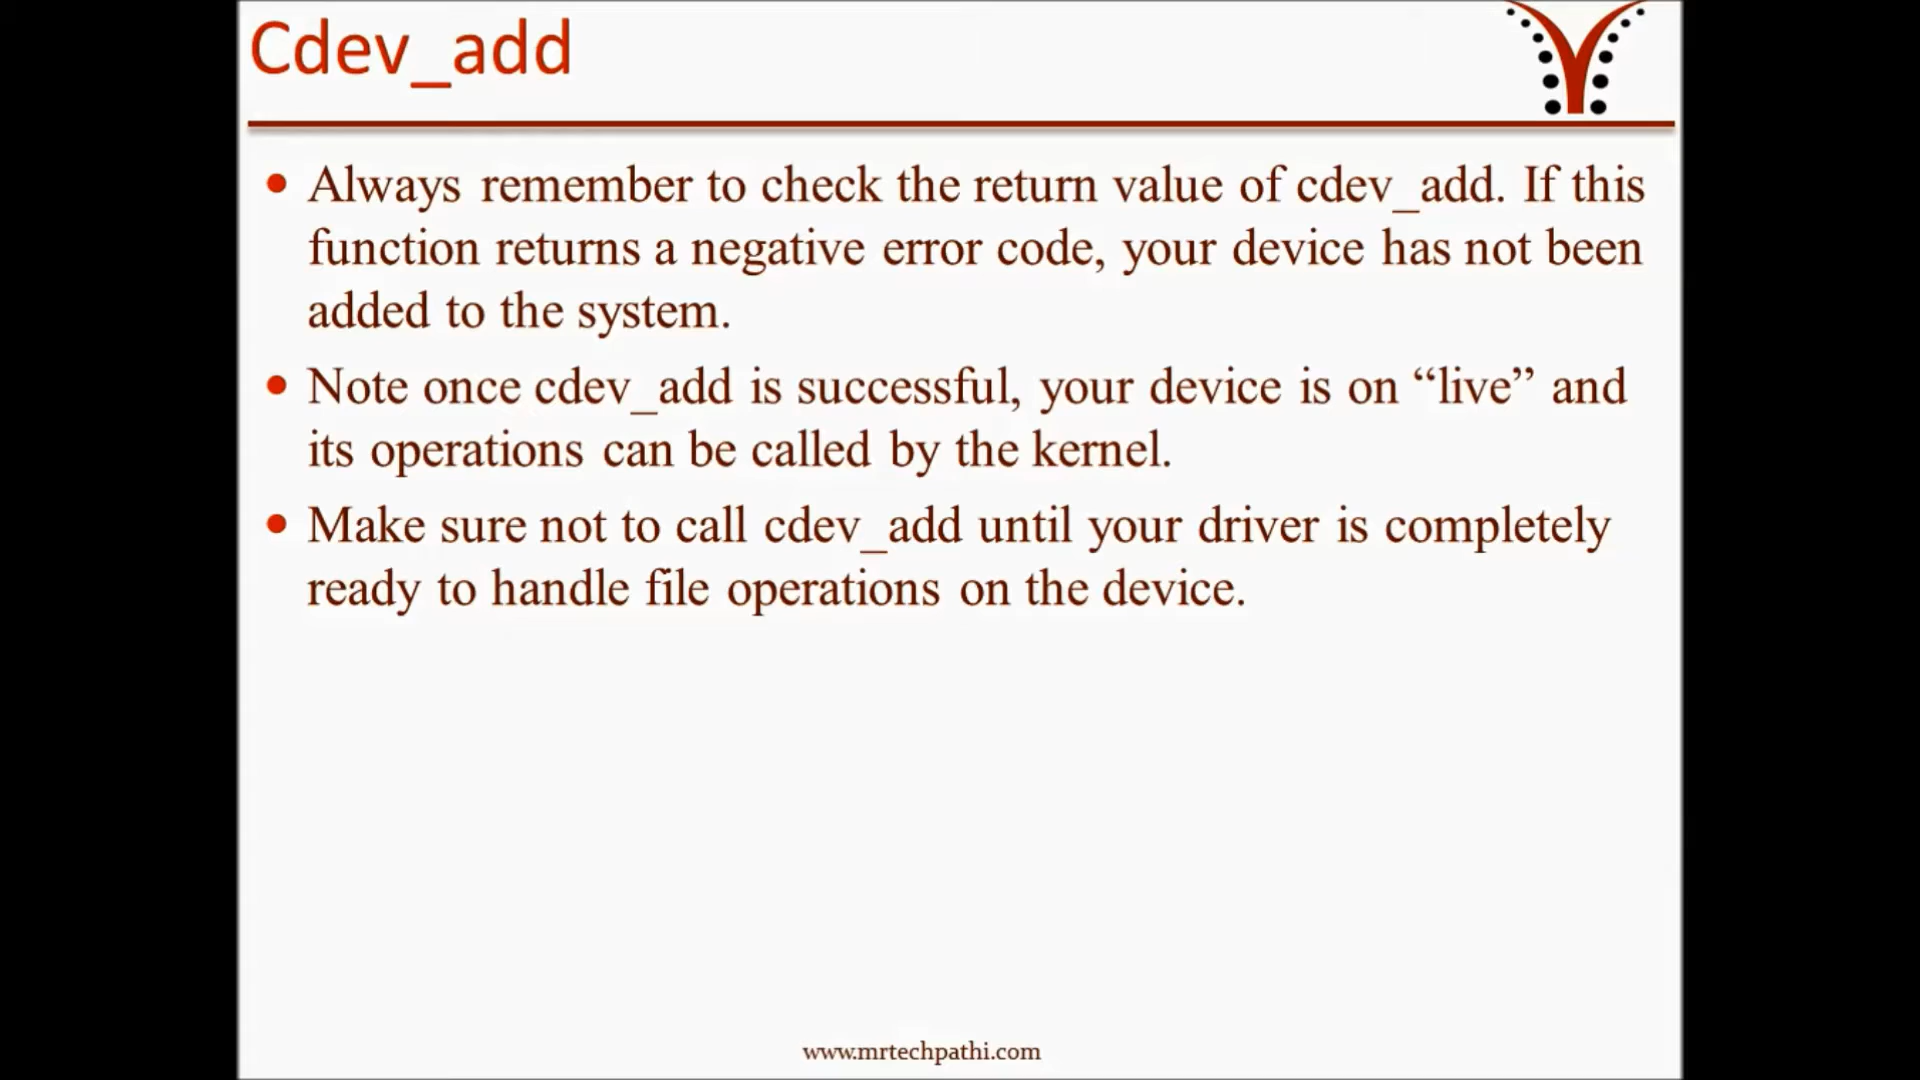 Cdev_add
• Always remember to check the return value of cdev_add. If this
function returns a negative error code, your device has not been
added to the system.
• Note once cdev_add is successful, your device is on “live” and
its operations can be called by the kernel.
• Make sure not to call cdev_add until your driver is completely
ready to handle file operations on the device.
www.mrtechpathi.com